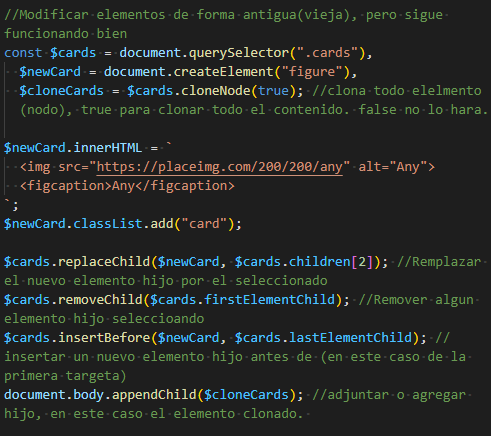 //Modificar elementos de forma antigua(vieja), pero sigue
funcionando bien
const $cards = document.querySelector(".cards"),
$newCard = document.createElement("figure"),
$cloneCards = $cards.cloneNode(true); //clona todo elelmento
(nodo), true para clonar todo el contenido. false no lo hara.
$newCard.innerHTML = `
<img src="https://placeimg.com/200/200/any" alt="Any">
<figcaption>Any</figcaption>
`;
$newCard.classList.add("card");
$cards.replaceChild($newCard, $cards.children[2]); //Remplazar
el nuevo elemento hijo por el seleccionado
$cards.removeChild($cards.firstElementChild); //Remover algun
elemento hijo seleccioando
$cards.insertBefore($newCard, $cards.lastElementChild); //
insertar un nuevo elemento hijo antes de (en este caso de la
primera targeta)
document.body.appendChild($cloneCards); //adjuntar o agregar
hijo, en este caso el elemento clonado.